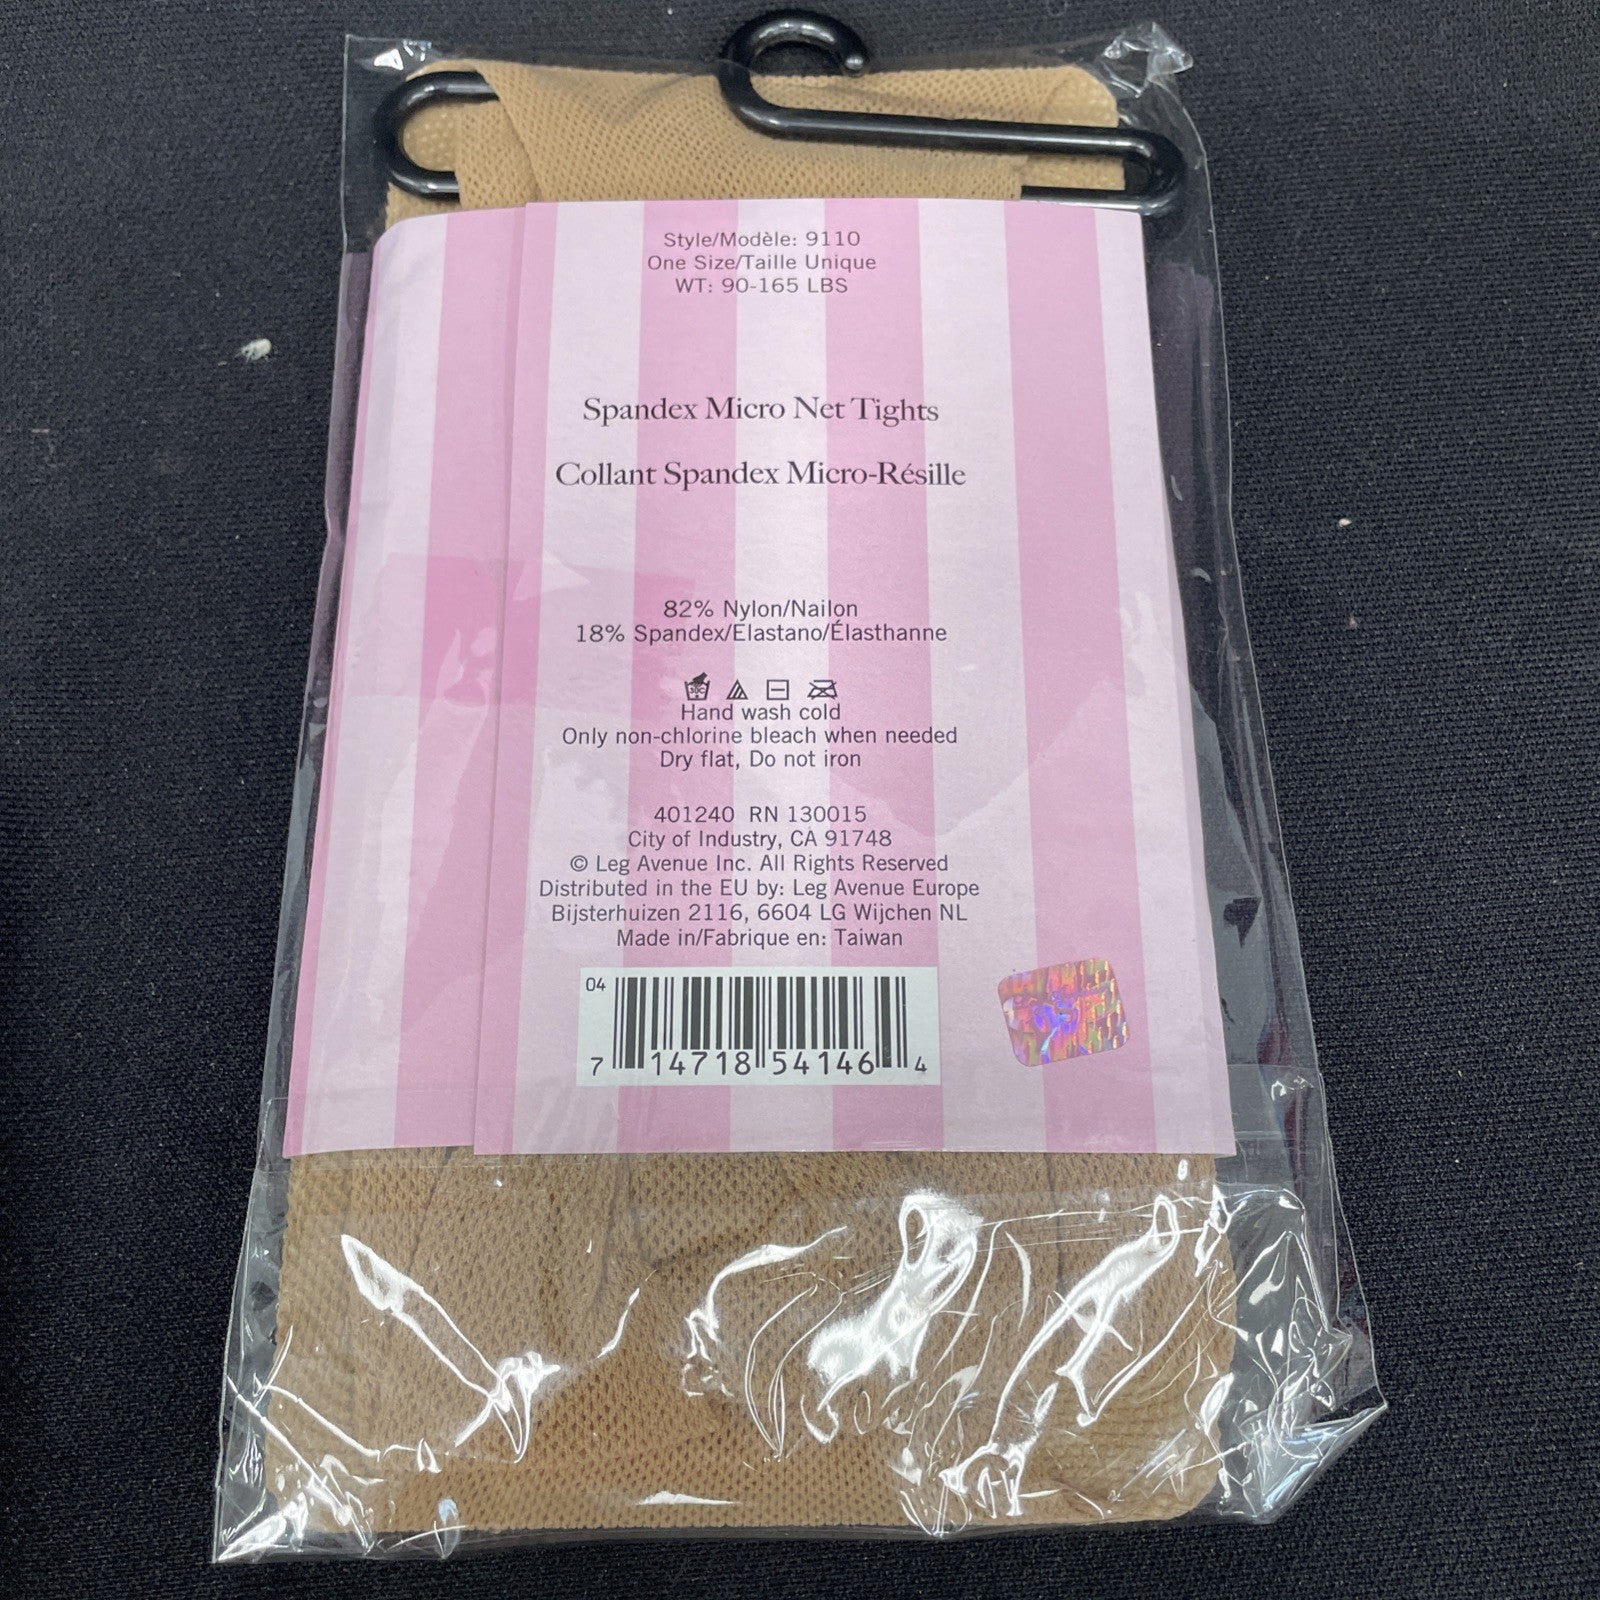 Style/Modèle: 9110
One Size/Taille Unique
WT: 90-165 LBS
Spandex Micro Net Tights
Collant Spandex Micro-Résille
82% Nylon/Nailon
18% Spandex/Elastano/Élasthanne
Hand wash cold
Only non-chlorine bleach when needed
Dry flat, Do not iron
401240 RN 130015
City of Industry, CA 91748
© Leg Avenue Inc. All Rights Reserved
Distributed in the EU by: Leg Avenue Europe
Bijsterhuizen 2116, 6604 LG Wijchen NL
Made in/Fabrique en: Taiwan
04
7 14718 54146 4